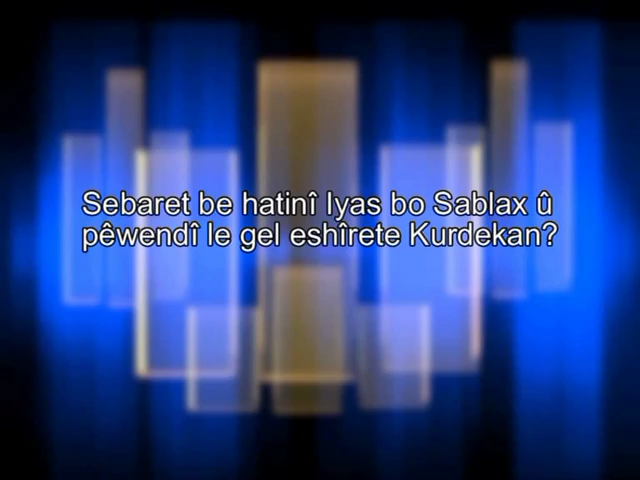 Sebaret be hatinî Iyas bo Sablax û
pêwendî le gel eshîrete Kurdekan?